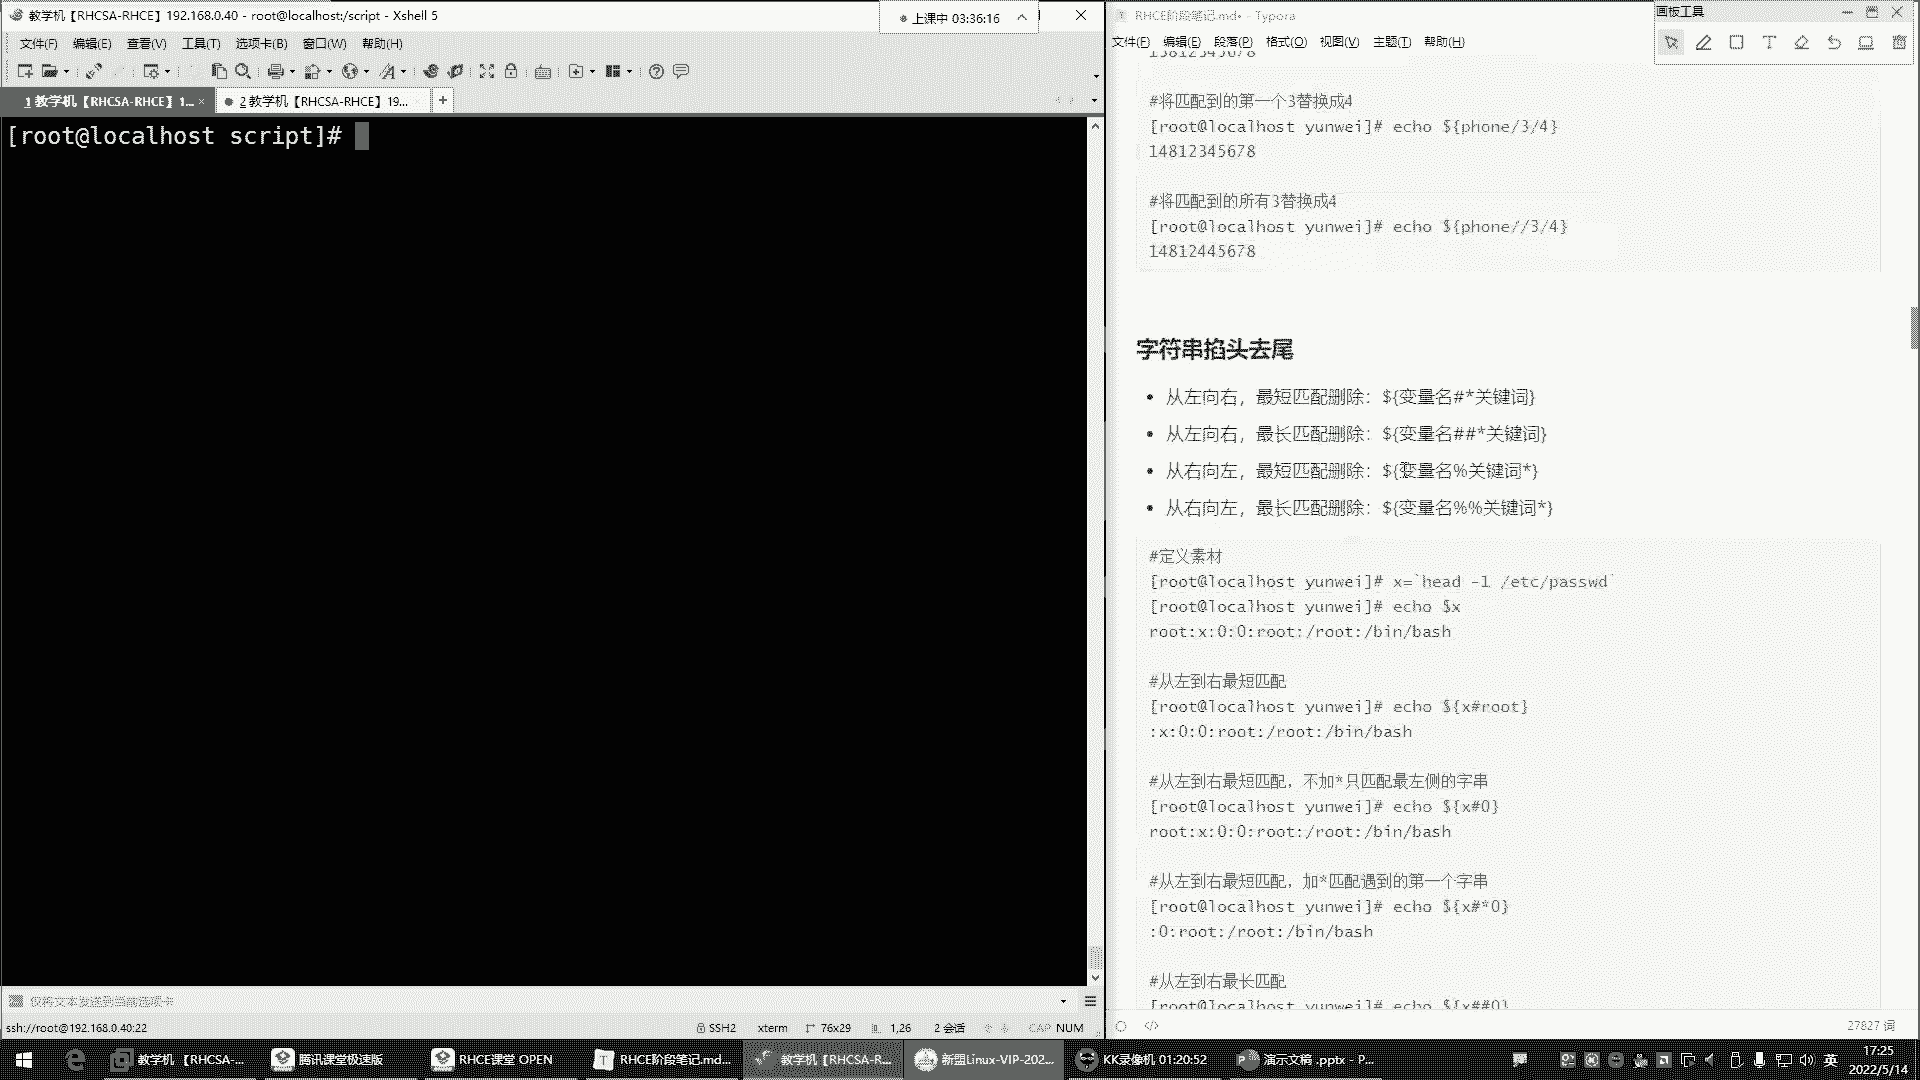 教学机【RHCSA-RHCE】192.168.0.40 - root@localhost:/script - Xshell 5
上课中 03:36:16
文件(F) 编辑(E) 查看(V) 工具(T) 选项卡(B) 窗口(W) 帮助(H)
1 教学机【RHCSA-RHCE】1...
2 教学机【RHCSA-RHCE】19...
[root@localhost script]#
仅将文本发送到当前选项卡
ssh://root@192.168.0.40:22
SSH2 xterm 76x29 1,26 2 会话 CAP NUM
RHCE阶段笔记.md• - Typora
画板工具
文件(F) 编辑(E) 段落(P) 格式(O) 视图(V) 主题(T) 帮助(H)
13812345678
#将匹配到的第一个3替换成4
[root@localhost yunwei]# echo ${phone/3/4}
14812345678
#将匹配到的所有3替换成4
[root@localhost yunwei]# echo ${phone//3/4}
14812445678
字符串掐头去尾
从左向右，最短匹配删除：${变量名#*关键词}
从左向右，最长匹配删除：${变量名##*关键词}
从右向左，最短匹配删除：${变量名%关键词*}
从右向左，最长匹配删除：${变量名%%关键词*}
#定义素材
[root@localhost yunwei]# x=`head -1 /etc/passwd`
[root@localhost yunwei]# echo $x
root:x:0:0:root:/root:/bin/bash
#从左到右最短匹配
[root@localhost yunwei]# echo ${x#root}
:x:0:0:root:/root:/bin/bash
#从左到右最短匹配，不加*只匹配最左侧的字串
[root@localhost yunwei]# echo ${x#0}
root:x:0:0:root:/root:/bin/bash
#从左到右最短匹配，加*匹配遇到的第一个字串
[root@localhost yunwei]# echo ${x#*0}
:0:root:/root:/bin/bash
#从左到右最长匹配
[root@localhost yunwei]# echo ${x##0}
27827 词
教学机 【RHCSA-...
腾讯课堂极速版
RHCE课堂 OPEN
RHCE阶段笔记.md...
教学机【RHCSA-R...
新盟Linux-VIP-202...
KK录像机 01:20:52
演示文稿 .pptx - P...
英
17:25
2022/5/14